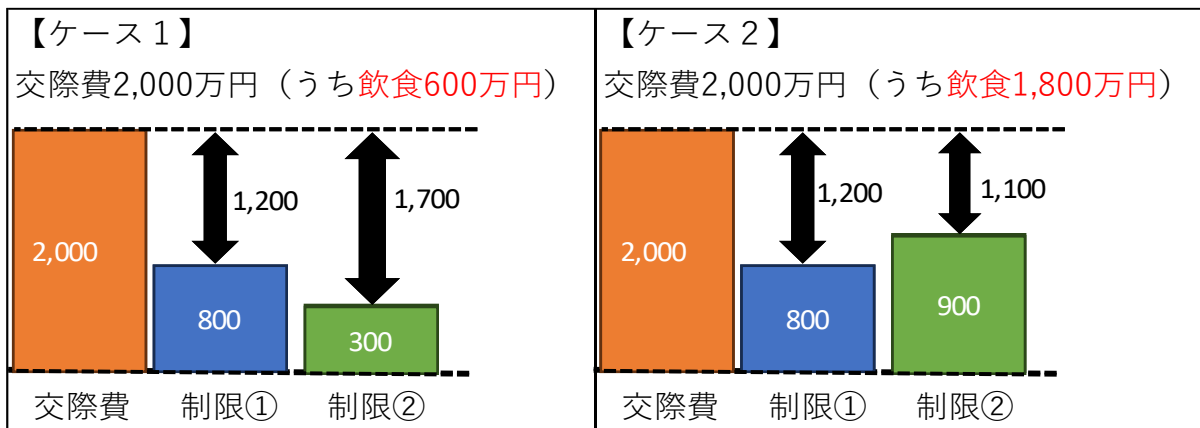 【ケース１】
交際費2,000万円（うち飲食600万円）
1,200
1,700
2,000
800
300
交際費
制限①
制限②
【ケース２】
交際費2,000万円（うち飲食1,800万円）
1,200
1,100
2,000
800
900
交際費
制限①
制限②